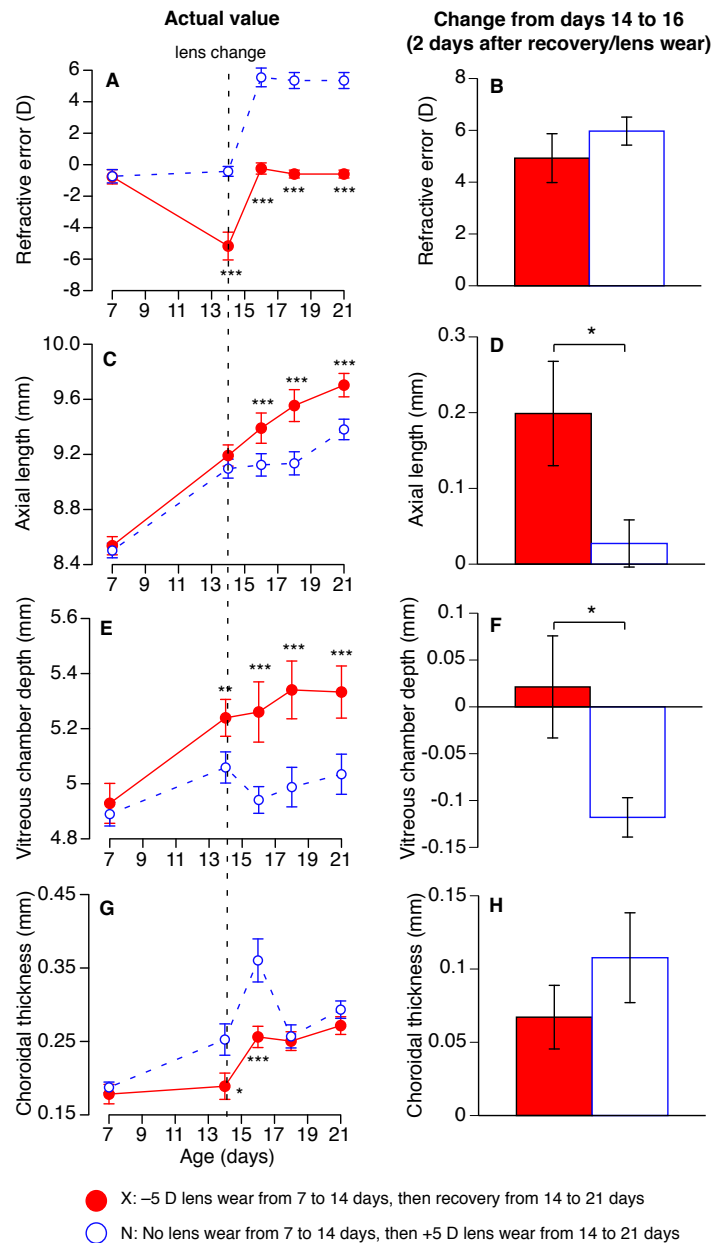 Actual value
Change from days 14 to 16
(2 days after recovery/lens wear)
lens change
A
Refractive error (D)
6
4
2
0
-2
-4
-6
-8
***
***
***
***
7 9 11 13 15 17 19 21
B
Refractive error (D)
8
6
4
2
0
C
Axial length (mm)
10.0
9.6
9.2
8.8
8.4
***
***
***
7 9 11 13 15 17 19 21
D
Axial length (mm)
0.3
0.2
0.1
0
*
E
Vitreous chamber depth (mm)
5.6
5.4
5.2
5
4.8
**
***
***
***
7 9 11 13 15 17 19 21
F
Vitreous chamber depth (mm)
0.1
0.05
0
-0.05
-0.1
-0.15
*
G
Choroidal thickness (mm)
0.45
0.35
0.25
0.15
*
***
7 9 11 13 15 17 19 21
Age (days)
H
Choroidal thickness (mm)
0.15
0.1
0.05
0
X: –5 D lens wear from 7 to 14 days, then recovery from 14 to 21 days
N: No lens wear from 7 to 14 days, then +5 D lens wear from 14 to 21 days